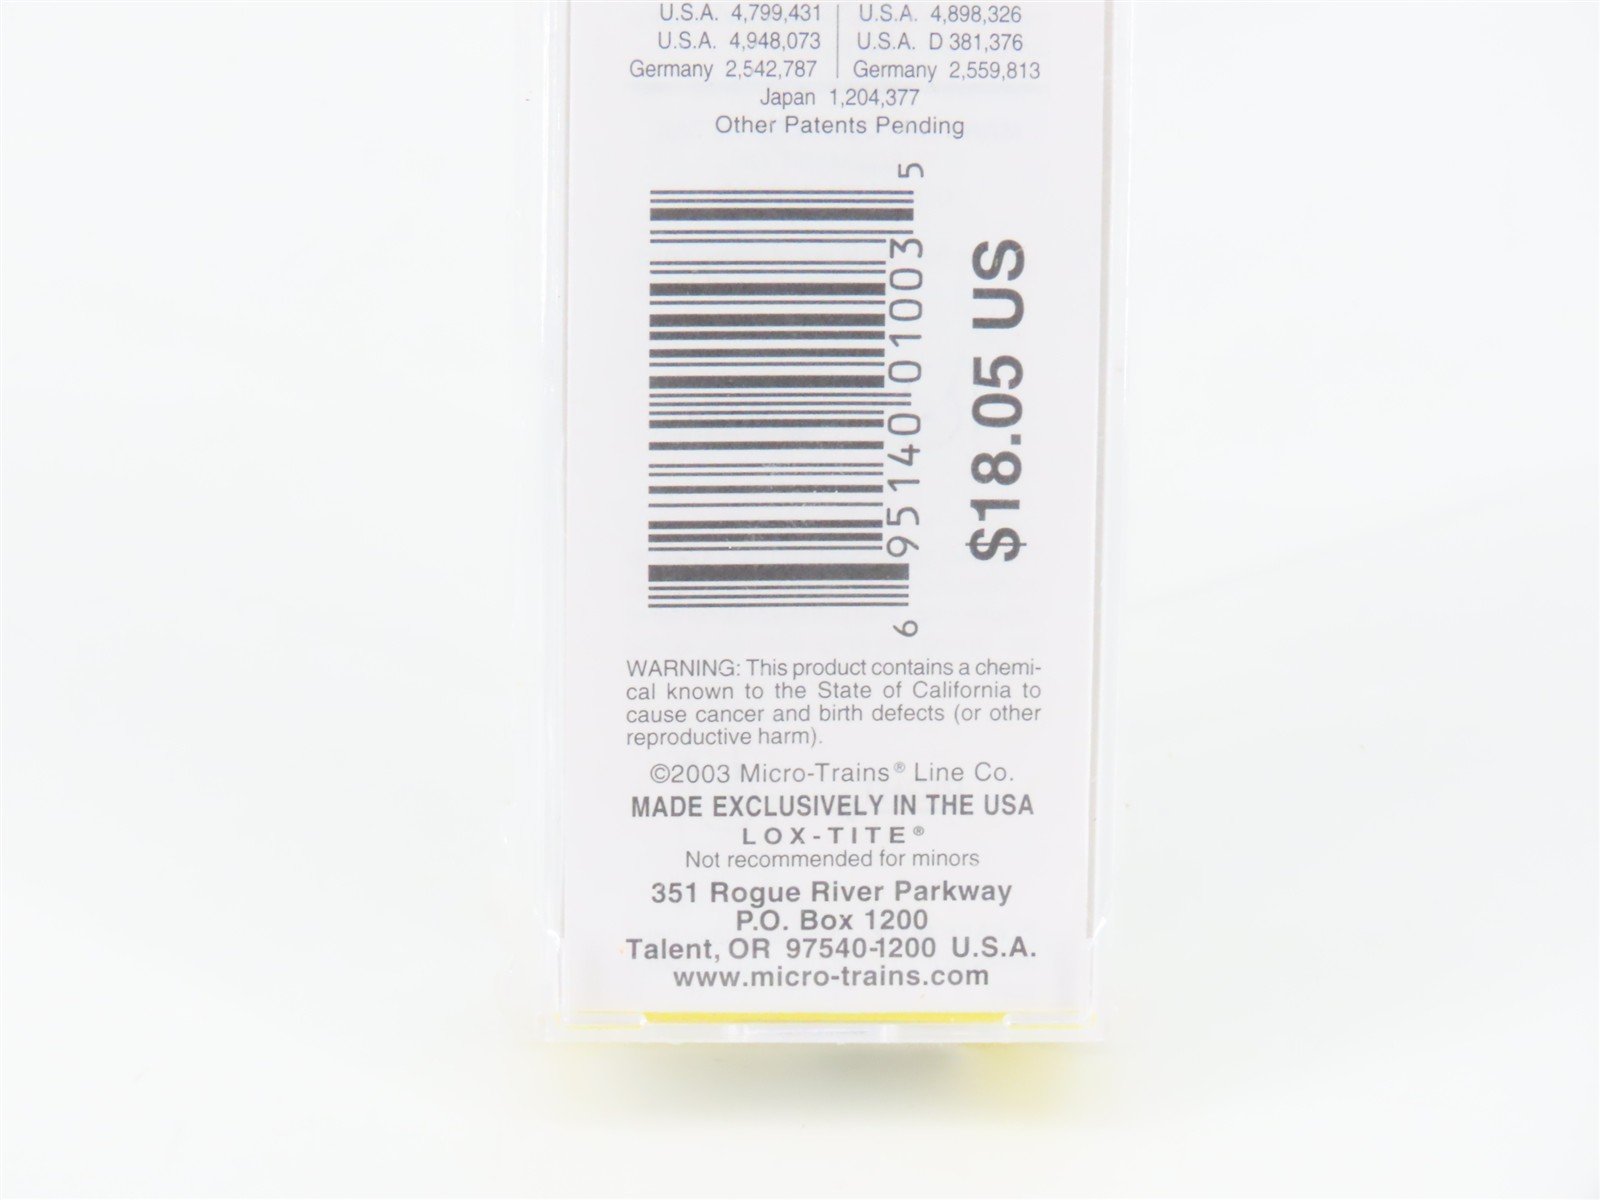 U.S.A. 4,799,431 U.S.A. 4,898,326
U.S.A. 4,948,073 U.S.A. D 381,376
Germany 2,542,787 Germany 2,559,813
Japan 1,204,377
Other Patents Pending
6 95140 01003 5
$18.05 US
WARNING: This product contains a chemi-
cal known to the State of California to
cause cancer and birth defects (or other
reproductive harm).
©2003 Micro-Trains® Line Co.
MADE EXCLUSIVELY IN THE USA
LOX-TITE®
Not recommended for minors
351 Rogue River Parkway
P.O. Box 1200
Talent, OR 97540-1200 U.S.A.
www.micro-trains.com